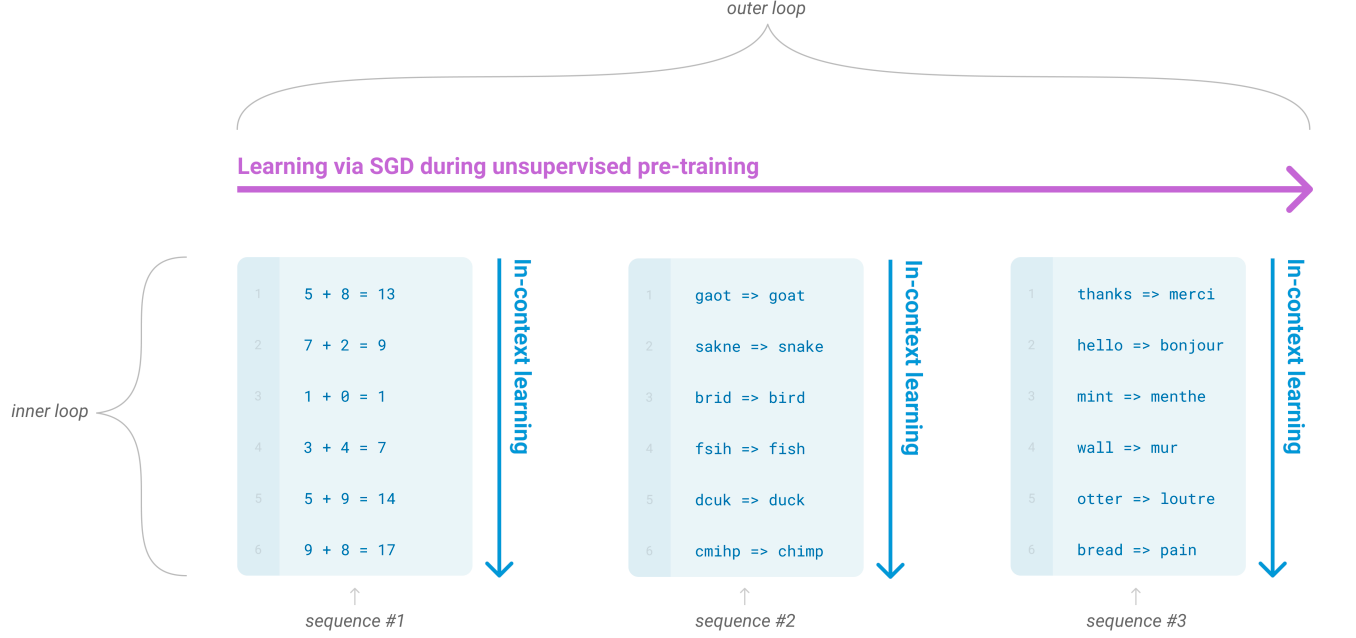 outer loop
Learning via SGD during unsupervised pre-training
inner loop
1 5 + 8 = 13
2 7 + 2 = 9
3 1 + 0 = 1
4 3 + 4 = 7
5 5 + 9 = 14
6 9 + 8 = 17
In-context learning
sequence #1
1 gaot => goat
2 sakne => snake
3 brid => bird
4 fsih => fish
5 dcuk => duck
6 cmihp => chimp
In-context learning
sequence #2
1 thanks => merci
2 hello => bonjour
3 mint => menthe
4 wall => mur
5 otter => loutre
6 bread => pain
In-context learning
sequence #3